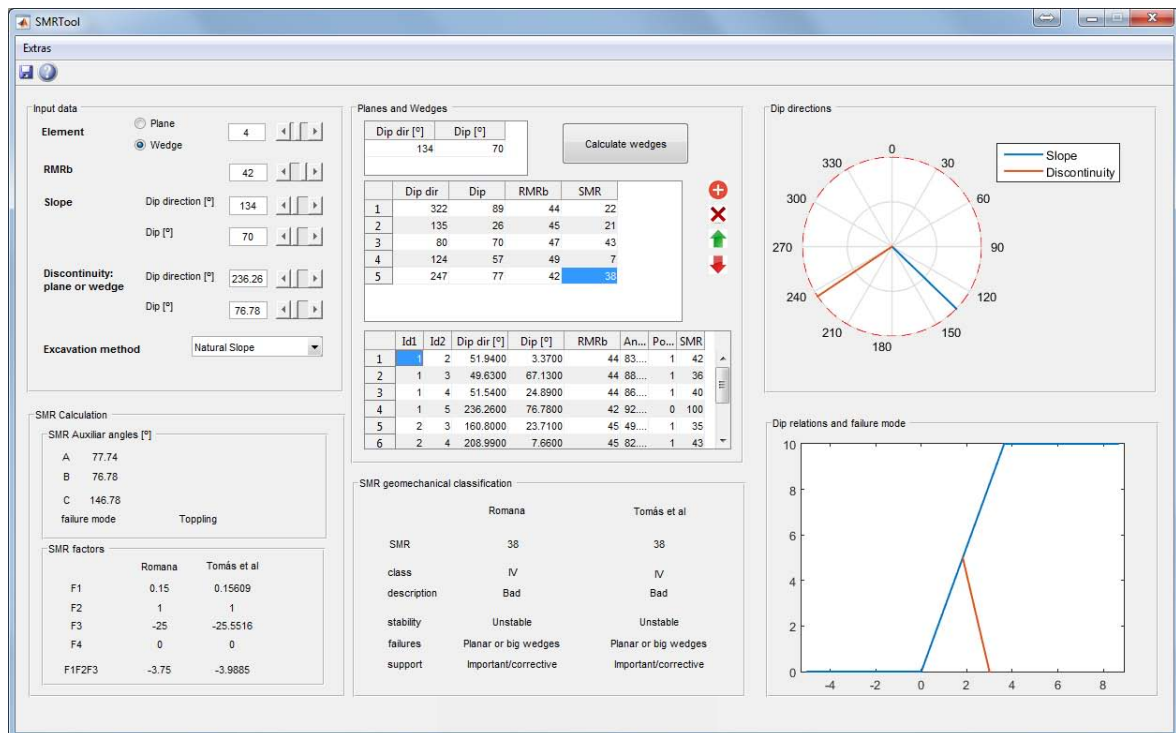 SMRTool
Extras
Input data
Element
Plane
Wedge
4
RMRb
42
Slope
Dip direction [º]
134
Dip [º]
70
Discontinuity:
plane or wedge
Dip direction [º]
236.26
Dip [º]
76.78
Excavation method
Natural Slope
SMR Calculation
SMR Auxiliar angles [º]
A 77.74
B 76.78
C 146.78
failure mode Toppling
SMR factors
Romana Tomás et al
F1 0.15 0.15609
F2 1 1
F3 -25 -25.5516
F4 0 0
F1F2F3 -3.75 -3.9885
Planes and Wedges
Dip dir [º] Dip [º]
134 70
Calculate wedges
Dip dir Dip RMRb SMR
1 322 89 44 22
2 135 26 45 21
3 80 70 47 43
4 124 57 49 7
5 247 77 42 38
Id1 Id2 Dip dir [º] Dip [º] RMRb An... Po... SMR
1 1 2 51.9400 3.3700 44 83.... 1 42
2 1 3 49.6300 67.1300 44 88.... 1 36
3 1 4 51.5400 24.8900 44 86.... 1 40
4 1 5 236.2600 76.7800 42 92.... 0 100
5 2 3 160.8000 23.7100 45 49.... 1 35
6 2 4 208.9900 7.6600 45 82.... 1 43
SMR geomechanical classification
Romana Tomás et al
SMR 38 38
class IV IV
description Bad Bad
stability Unstable Unstable
failures Planar or big wedges Planar or big wedges
support Important/corrective Important/corrective
Dip directions
0
30
60
90
120
150
180
210
240
270
300
330
Slope
Discontinuity
Dip relations and failure mode
10
8
6
4
2
0
-4 -2 0 2 4 6 8